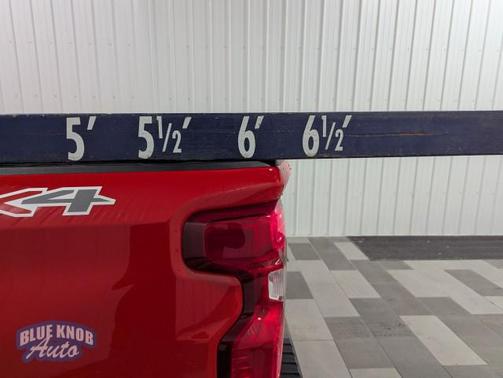 5' 5½' 6' 6½'
X4
BLUE KNOB
Auto